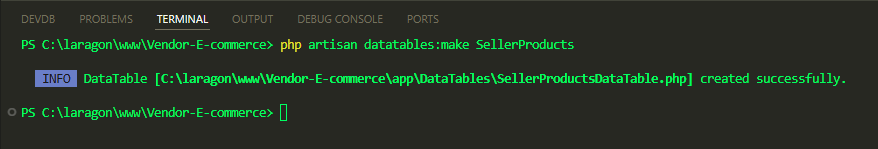 DEVDB PROBLEMS TERMINAL OUTPUT DEBUG CONSOLE PORTS
PS C:\laragon\www\Vendor-E-commerce> php artisan datatables:make SellerProducts
INFO DataTable [C:\laragon\www\Vendor-E-commerce\app\DataTables\SellerProductsDataTable.php] created successfully.
PS C:\laragon\www\Vendor-E-commerce>